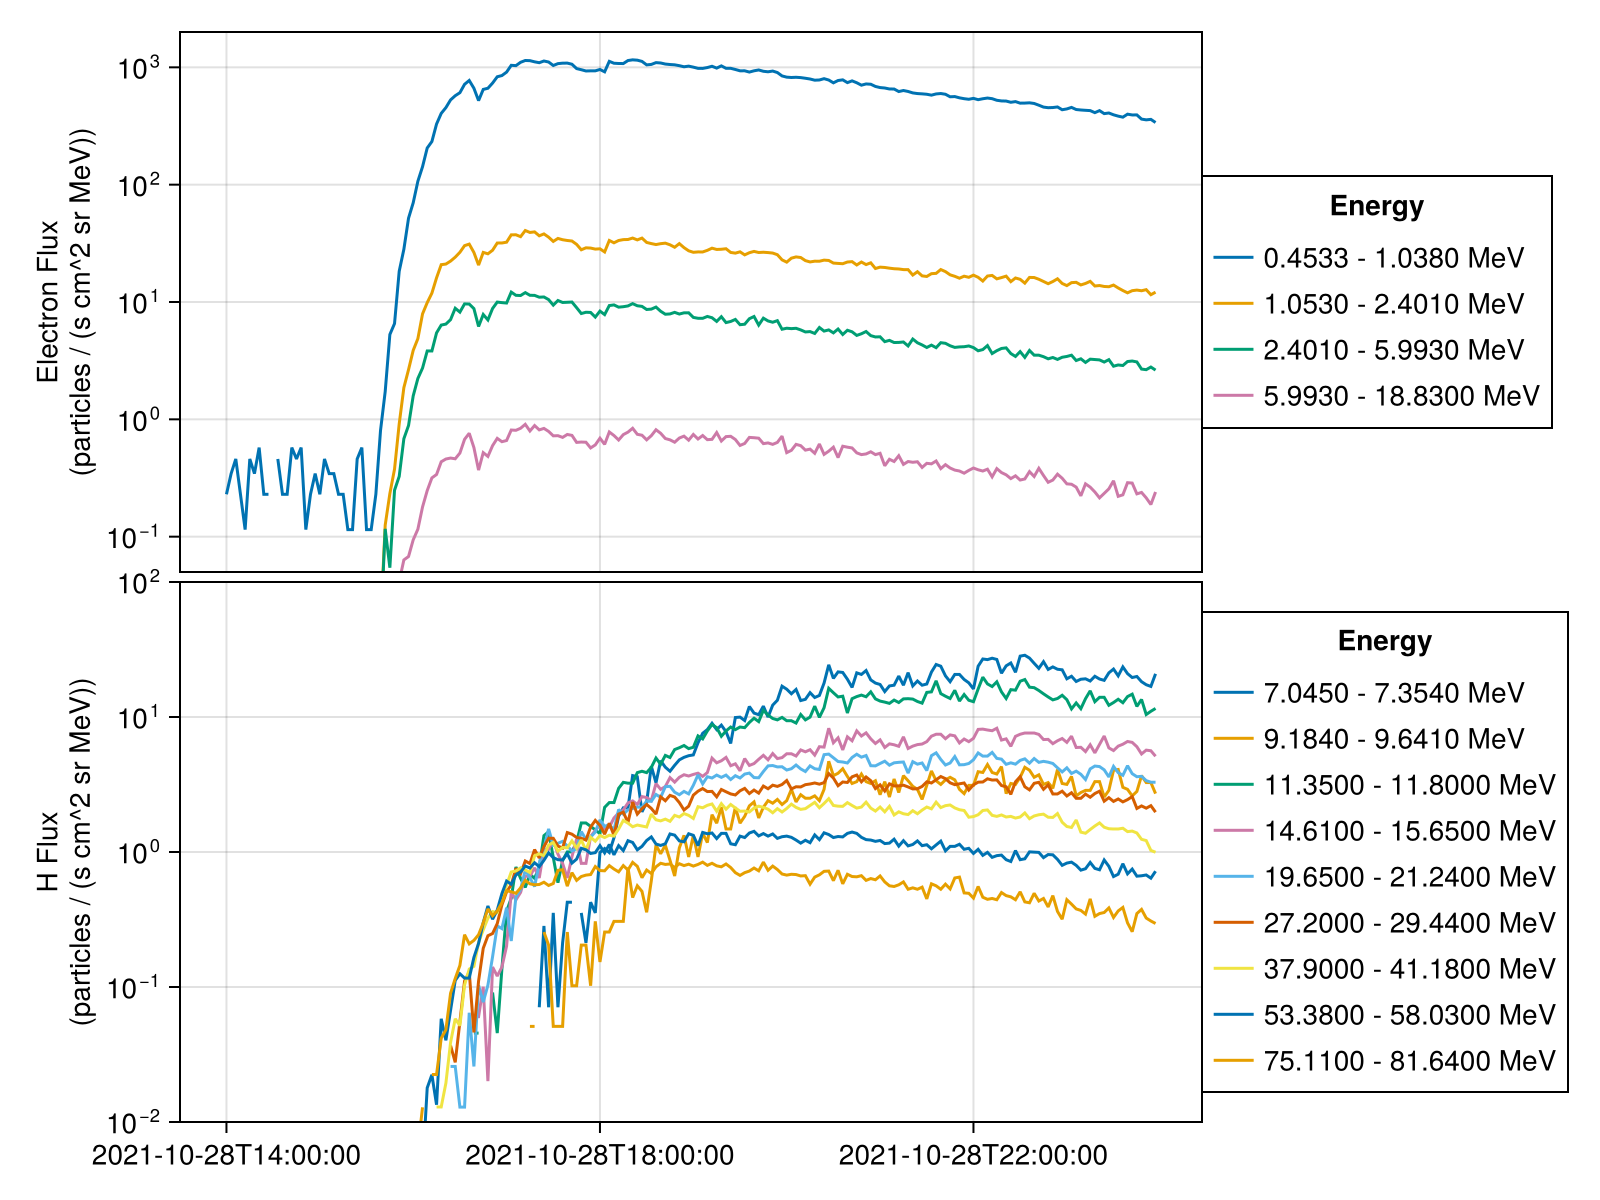 10³
10²
10¹
10⁰
10⁻¹
Electron Flux
(particles / (s cm^2 sr MeV))
Energy
0.4533 - 1.0380 MeV
1.0530 - 2.4010 MeV
2.4010 - 5.9930 MeV
5.9930 - 18.8300 MeV
10²
10¹
10⁰
10⁻¹
10⁻²
H Flux
(particles / (s cm^2 sr MeV))
Energy
7.0450 - 7.3540 MeV
9.1840 - 9.6410 MeV
11.3500 - 11.8000 MeV
14.6100 - 15.6500 MeV
19.6500 - 21.2400 MeV
27.2000 - 29.4400 MeV
37.9000 - 41.1800 MeV
53.3800 - 58.0300 MeV
75.1100 - 81.6400 MeV
2021-10-28T14:00:00
2021-10-28T18:00:00
2021-10-28T22:00:00